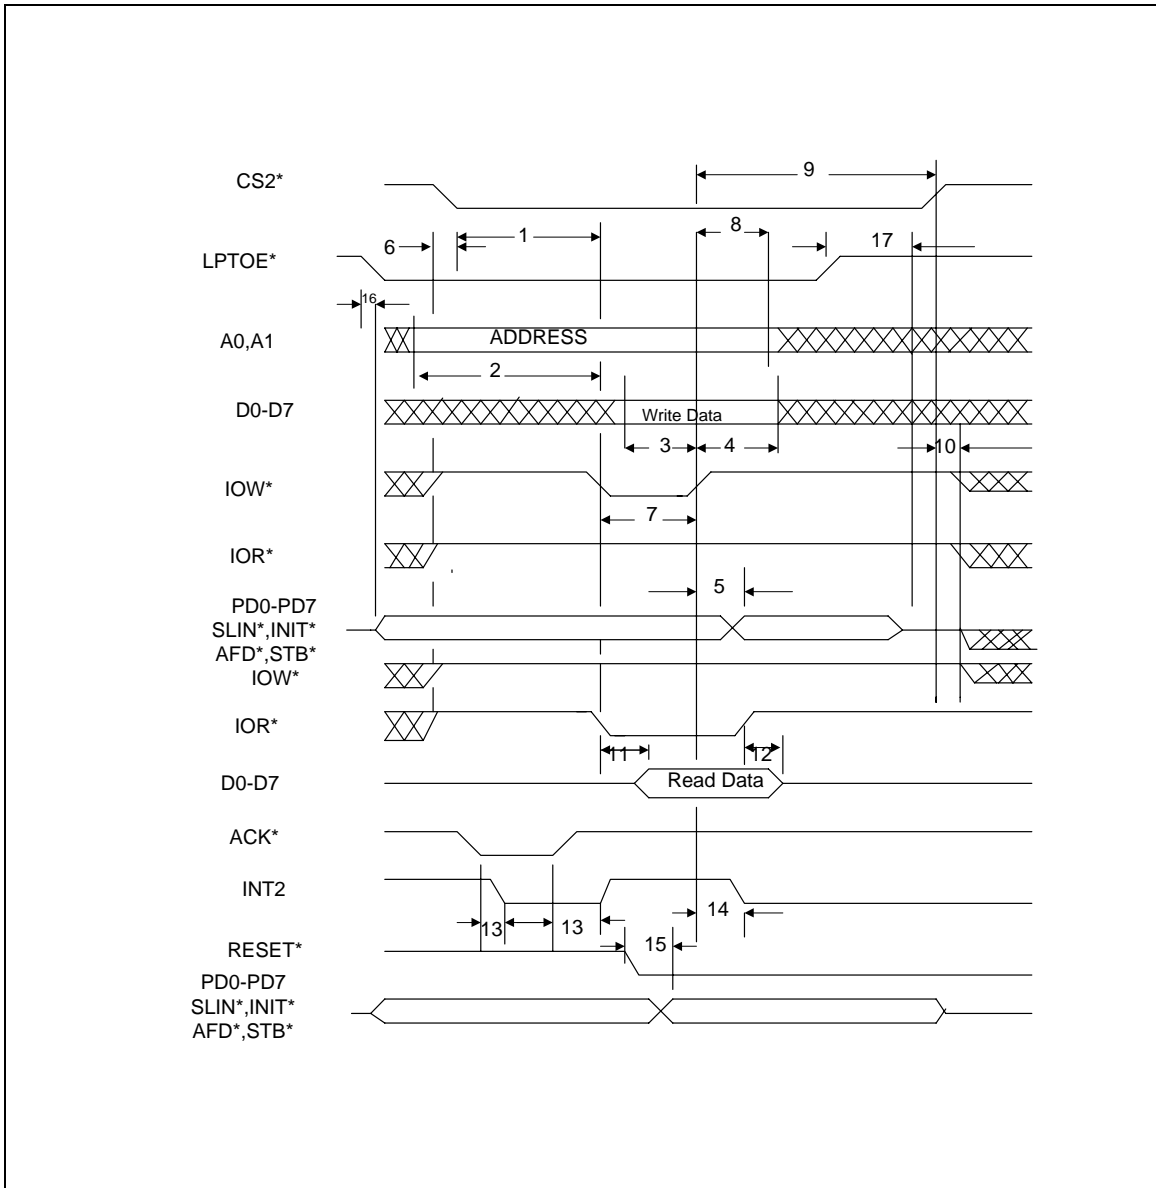 9
CS2*
1
8
6
17
LPTOE*
16
A0,A1
ADDRESS
2
D0-D7
Write Data
3
4
10
IOW*
7
IOR*
5
PD0-PD7
SLIN*,INIT*
AFD*,STB*
IOW*
IOR*
11
12
D0-D7
Read Data
ACK*
INT2
14
13
13
RESET*
15
PD0-PD7
SLIN*,INIT*
AFD*,STB*